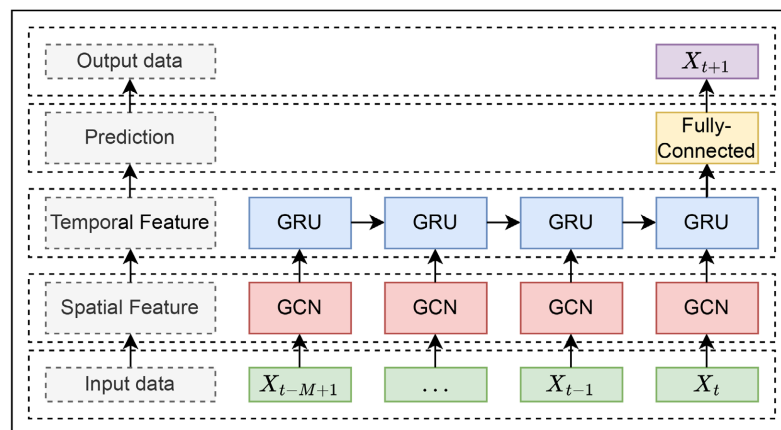 Output data
X_{t+1}
Prediction
Fully-
Connected
Temporal Feature
GRU
GRU
GRU
GRU
Spatial Feature
GCN
GCN
GCN
GCN
Input data
X_{t-M+1}
...
X_{t-1}
X_t